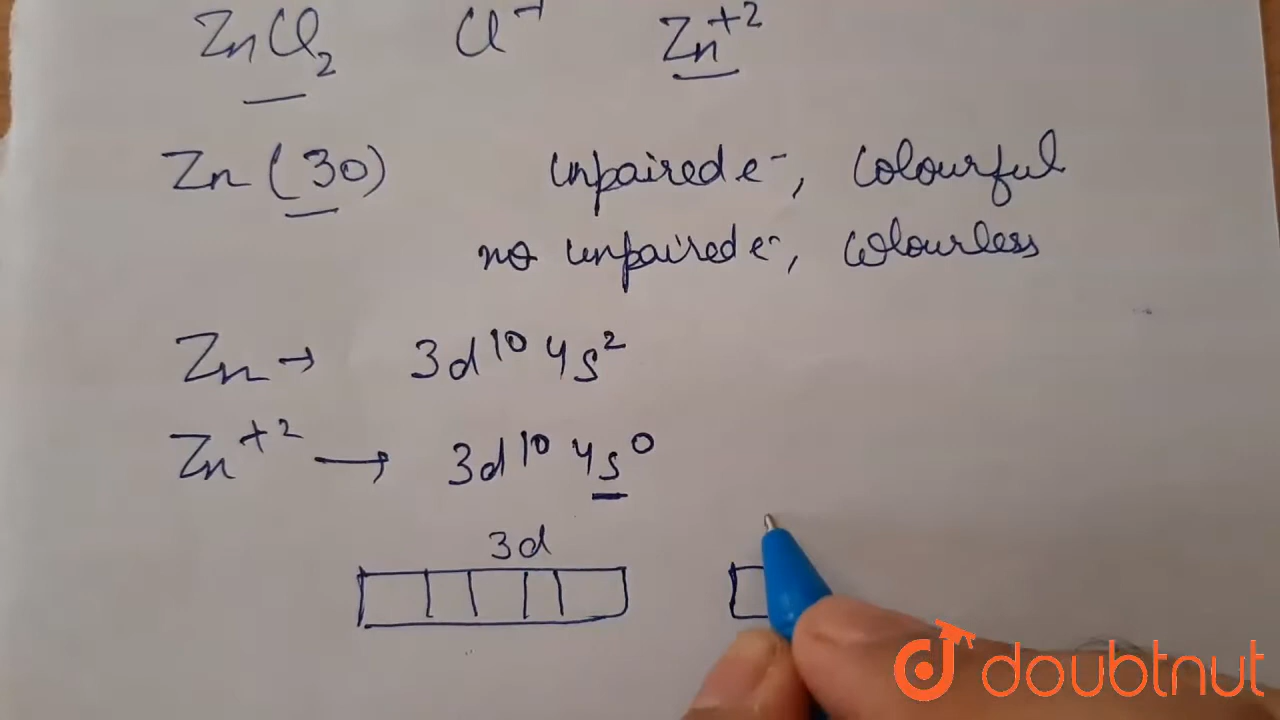 ZnCl₂ Cl⁻¹ Zn⁺²
Zn (30) unpaired e⁻, colourful
no unpaired e⁻, colourless
Zn → 3d¹⁰ 4s²
Zn⁺² → 3d¹⁰ 4s⁰
3d
doubtnut